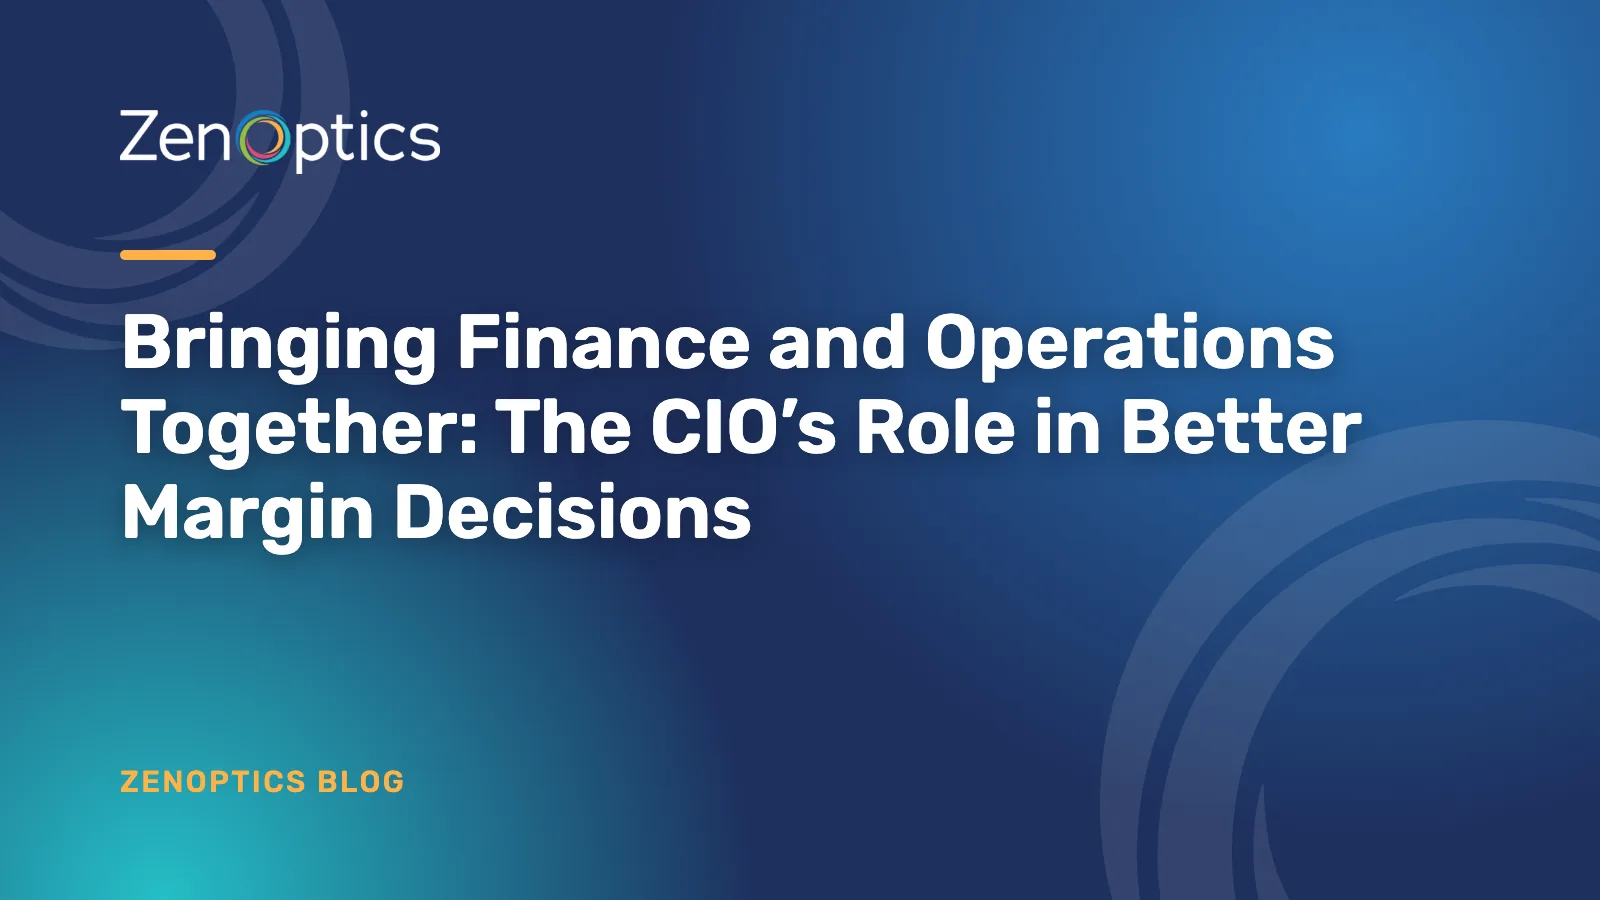 ZenOptics
Bringing Finance and Operations
Together: The CIO’s Role in Better
Margin Decisions
ZENOPTICS BLOG